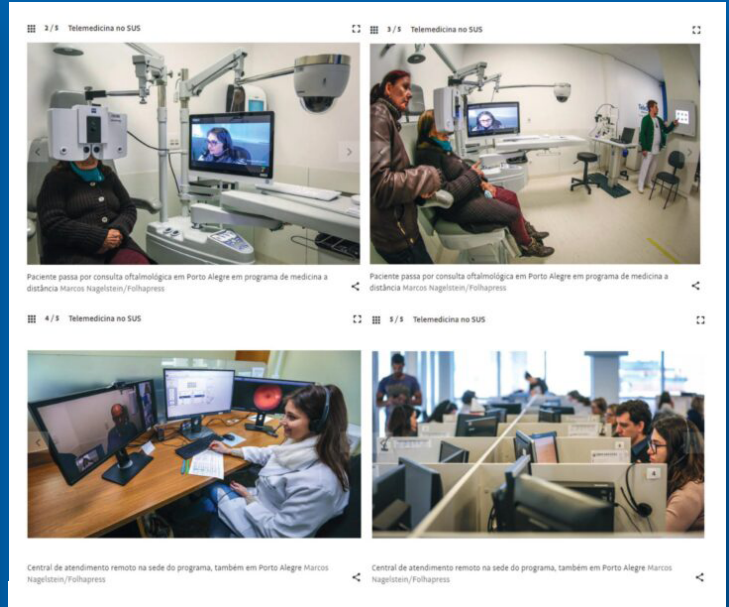 2/5 Telemedicina no SUS
Paciente passa por consulta oftalmológica em Porto Alegre em programa de medicina a
distância Marcos Nagelstein/Folhapress
3/5 Telemedicina no SUS
Paciente passa por consulta oftalmológica em Porto Alegre em programa de medicina a
distância Marcos Nagelstein/Folhapress
4/5 Telemedicina no SUS
Central de atendimento remoto na sede do programa, também em Porto Alegre Marcos
Nagelstein/Folhapress
5/5 Telemedicina no SUS
4
Central de atendimento remoto na sede do programa, também em Porto Alegre Marcos
Nagelstein/Folhapress